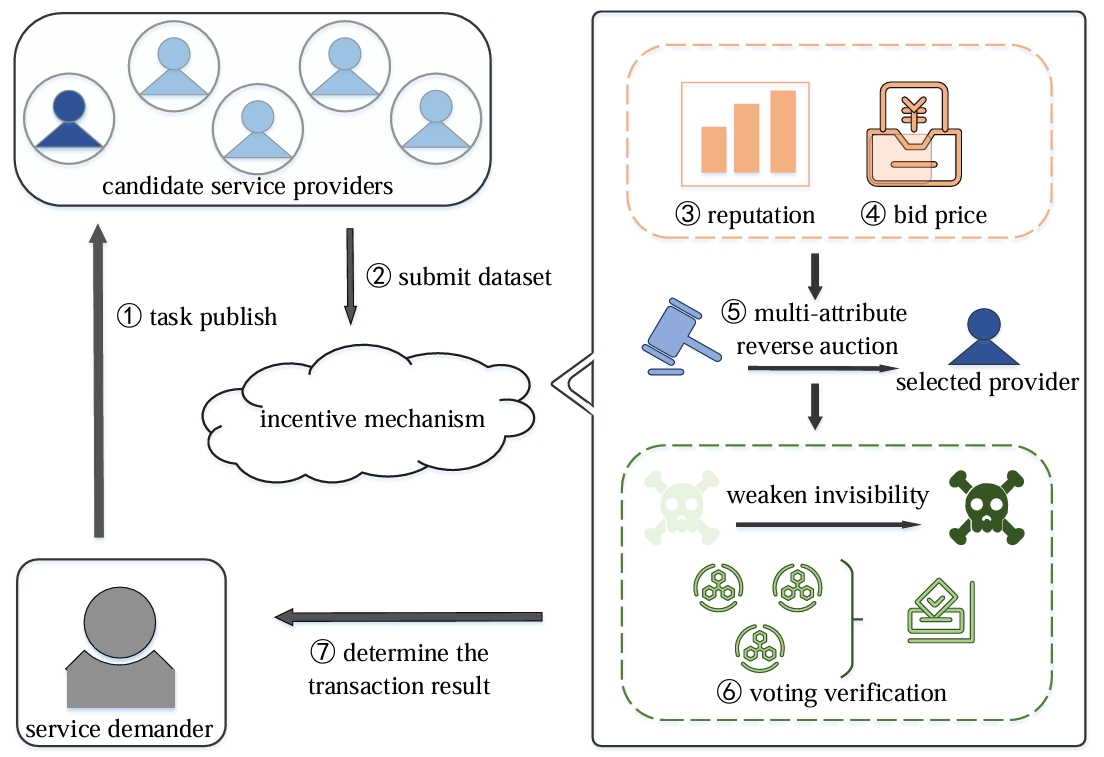 candidate service providers
① task publish
② submit dataset
incentive mechanism
③ reputation
④ bid price
¥
⑤ multi-attribute
reverse auction
selected provider
weaken invisibility
⑥ voting verification
⑦ determine the
transaction result
service demander